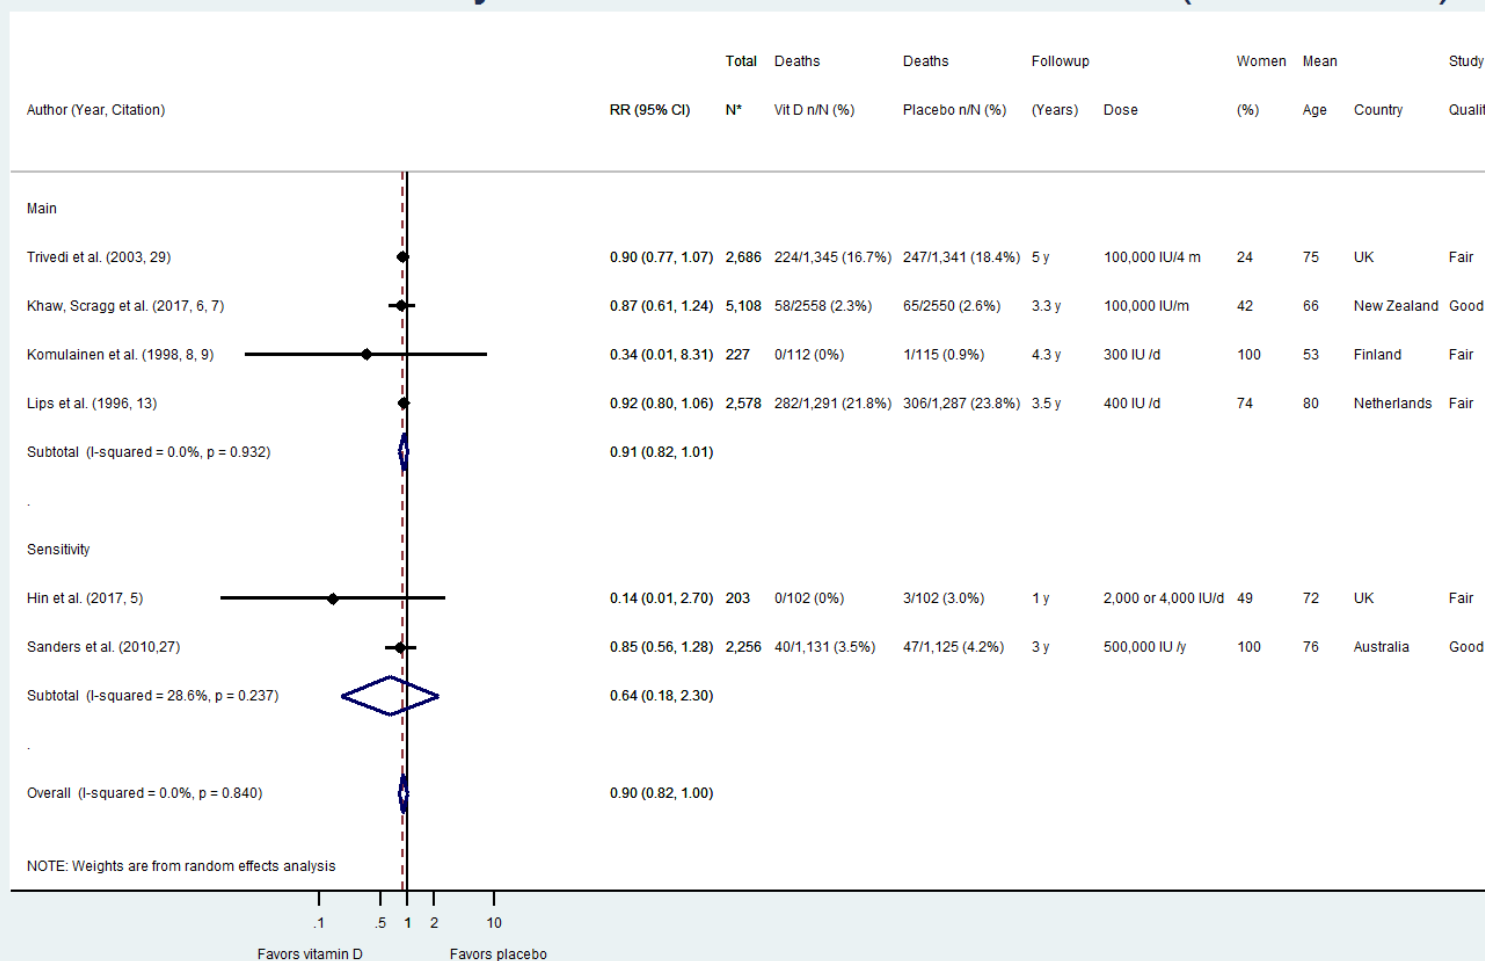 Total Deaths Deaths Followup Women Mean Study
Author (Year, Citation) RR (95% CI) N* Vit D n/N (%) Placebo n/N (%) (Years) Dose (%) Age Country Qualit
Main
Trivedi et al. (2003, 29) 0.90 (0.77, 1.07) 2,686 224/1,345 (16.7%) 247/1,341 (18.4%) 5 y 100,000 IU/4 m 24 75 UK Fair
Khaw, Scragg et al. (2017, 6, 7) 0.87 (0.61, 1.24) 5,108 58/2558 (2.3%) 65/2550 (2.6%) 3.3 y 100,000 IU/m 42 66 New Zealand Good
Komulainen et al. (1998, 8, 9) 0.34 (0.01, 8.31) 227 0/112 (0%) 1/115 (0.9%) 4.3 y 300 IU /d 100 53 Finland Fair
Lips et al. (1996, 13) 0.92 (0.80, 1.06) 2,578 282/1,291 (21.8%) 306/1,287 (23.8%) 3.5 y 400 IU /d 74 80 Netherlands Fair
Subtotal (I-squared = 0.0%, p = 0.932) 0.91 (0.82, 1.01)
.
Sensitivity
Hin et al. (2017, 5) 0.14 (0.01, 2.70) 203 0/102 (0%) 3/102 (3.0%) 1 y 2,000 or 4,000 IU/d 49 72 UK Fair
Sanders et al. (2010,27) 0.85 (0.56, 1.28) 2,256 40/1,131 (3.5%) 47/1,125 (4.2%) 3 y 500,000 IU /y 100 76 Australia Good
Subtotal (I-squared = 28.6%, p = 0.237) 0.64 (0.18, 2.30)
.
Overall (I-squared = 0.0%, p = 0.840) 0.90 (0.82, 1.00)
NOTE: Weights are from random effects analysis
.1 .5 1 2 10
Favors vitamin D Favors placebo